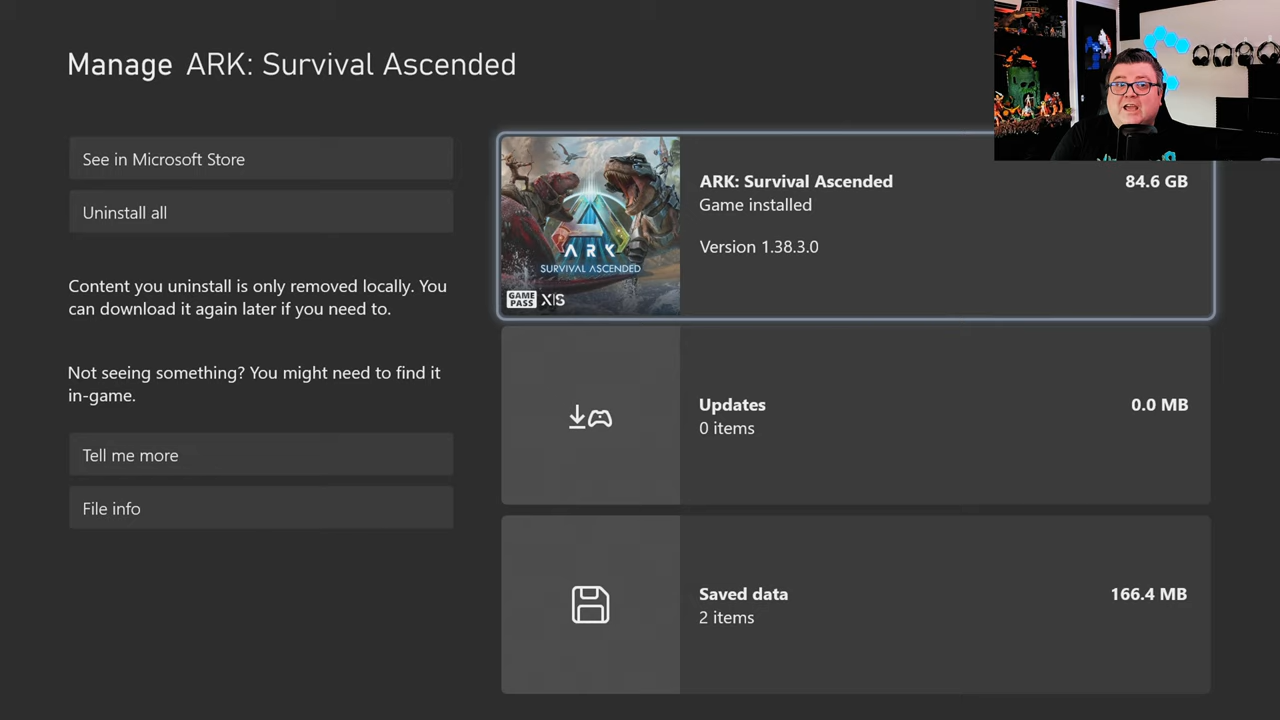 Manage ARK: Survival Ascended
See in Microsoft Store
Uninstall all
Content you uninstall is only removed locally. You
can download it again later if you need to.
Not seeing something? You might need to find it
in-game.
Tell me more
File info
ARK
SURVIVAL ASCENDED
GAME
PASS
X|S
ARK: Survival Ascended
84.6 GB
Game installed
Version 1.38.3.0
Updates
0.0 MB
0 items
Saved data
166.4 MB
2 items